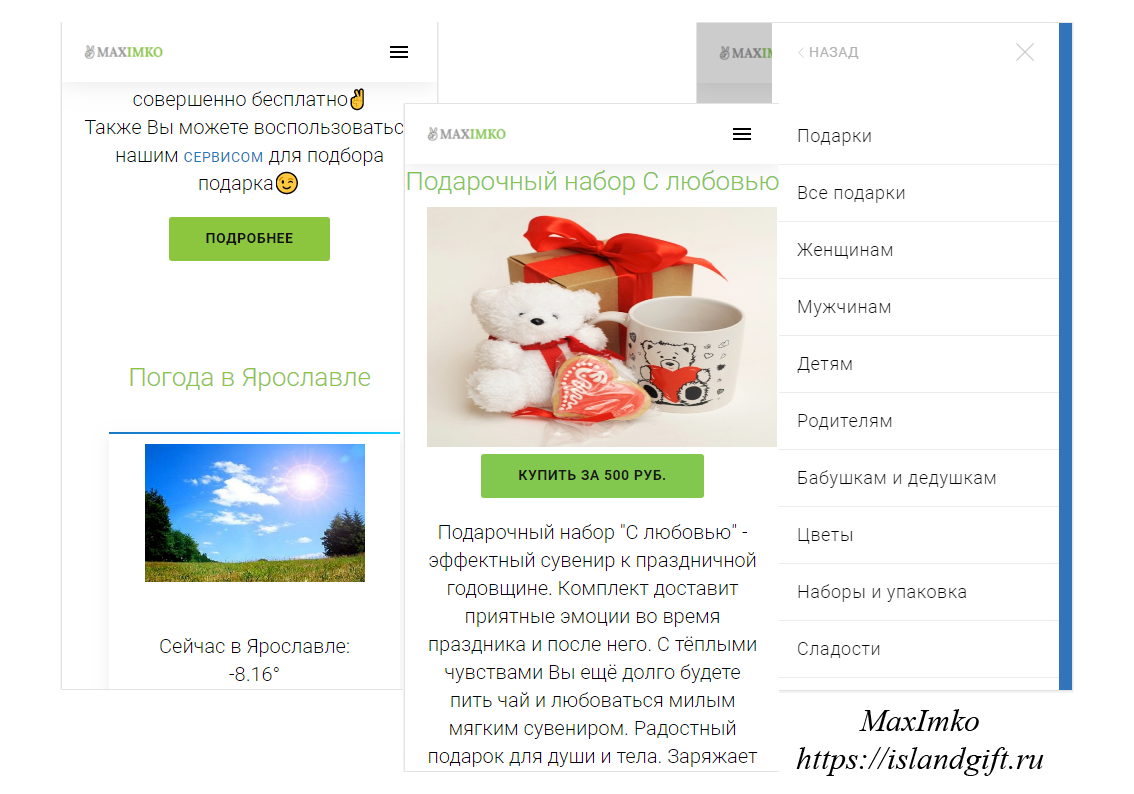 MAXIMKO
совершенно бесплатно✌
Также Вы можете воспользоватьс
нашим СЕРВИСОМ для подбора
подарка😉
ПОДРОБНЕЕ
Погода в Ярославле
Сейчас в Ярославле:
-8.16°
MAXIMKO
Подарочный набор С любовью
КУПИТЬ ЗА 500 РУБ.
Подарочный набор "С любовью" -
эффектный сувенир к праздничной
годовщине. Комплект доставит
приятные эмоции во время
праздника и после него. С тёплыми
чувствами Вы ещё долго будете
пить чай и любоваться милым
мягким сувениром. Радостный
подарок для души и тела. Заряжает
MAXIM
НАЗАД
Подарки
Все подарки
Женщинам
Мужчинам
Детям
Родителям
Бабушкам и дедушкам
Цветы
Наборы и упаковка
Сладости
MaxImko
https://islandgift.ru